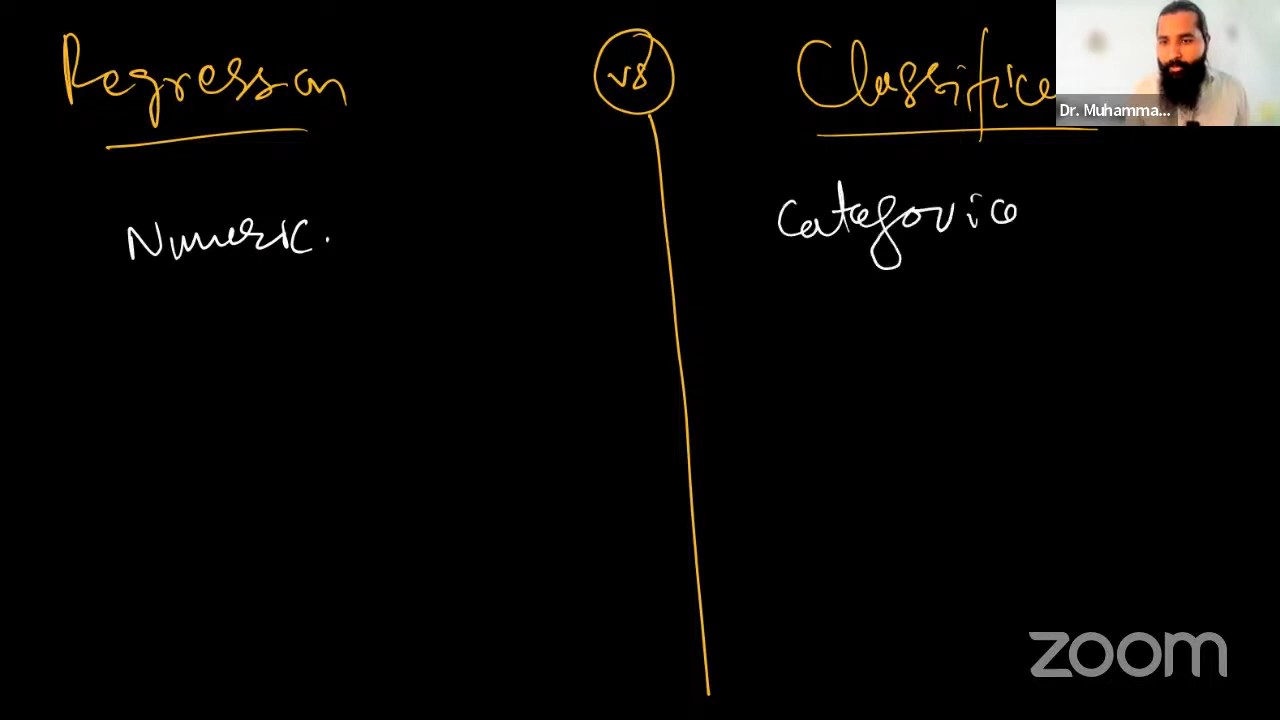 Regression vs Classifica
Dr. Muhamma...
Numeric.
Categorica
zoom